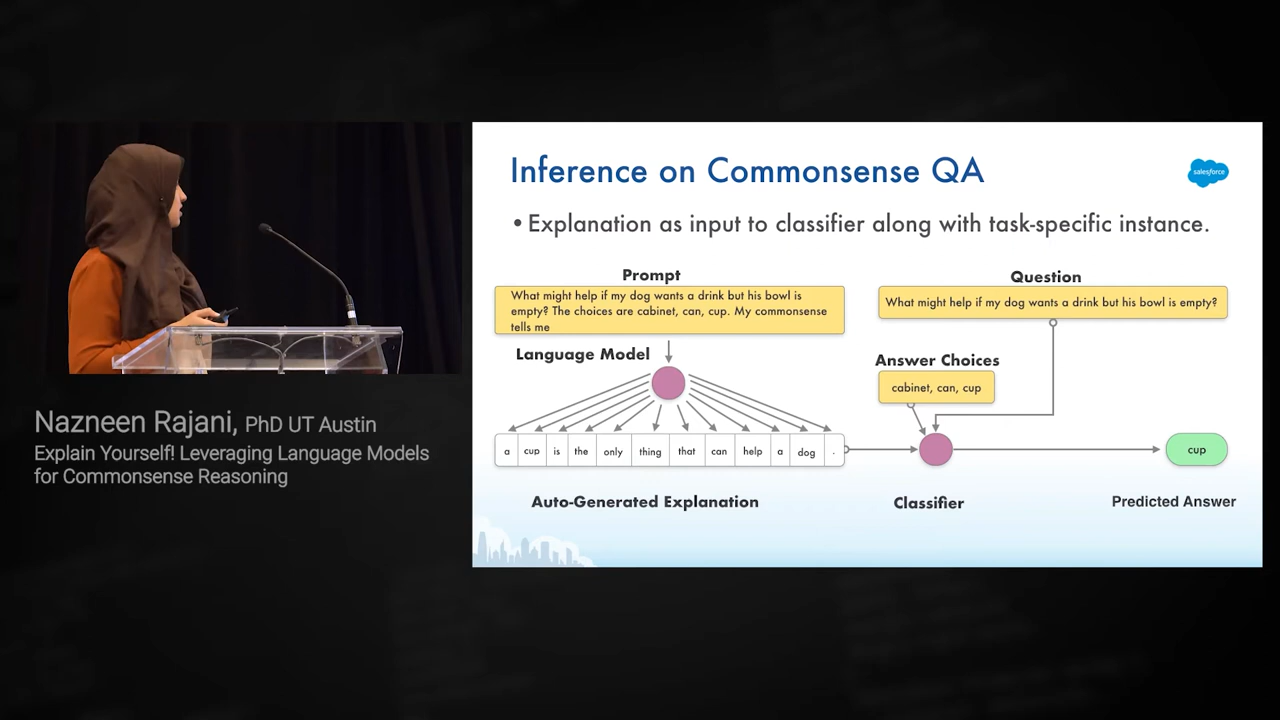 Nazneen Rajani, PhD UT Austin
Explain Yourself! Leveraging Language Models
for Commonsense Reasoning
Inference on Commonsense QA
salesforce
•Explanation as input to classifier along with task-specific instance.
Prompt
What might help if my dog wants a drink but his bowl is
empty? The choices are cabinet, can, cup. My commonsense
tells me
Language Model
a cup is the only thing that can help a dog .
Auto-Generated Explanation
Question
What might help if my dog wants a drink but his bowl is empty?
Answer Choices
cabinet, can, cup
Classifier
cup
Predicted Answer